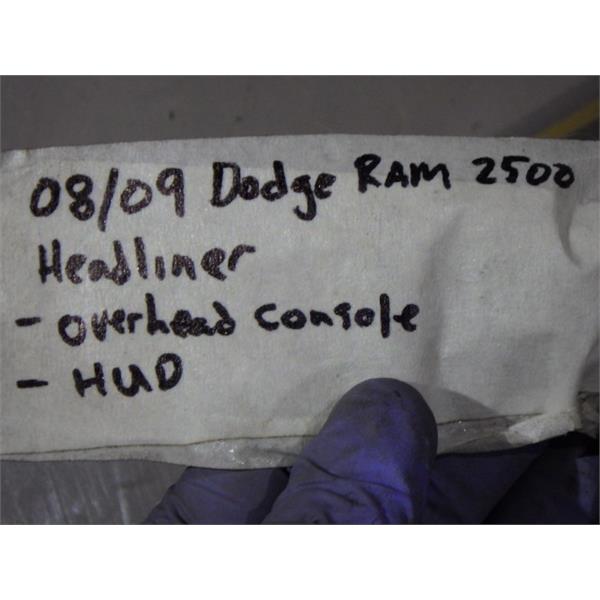 08/09 Dodge RAM 2500
Headliner
- overhead console
- HUD